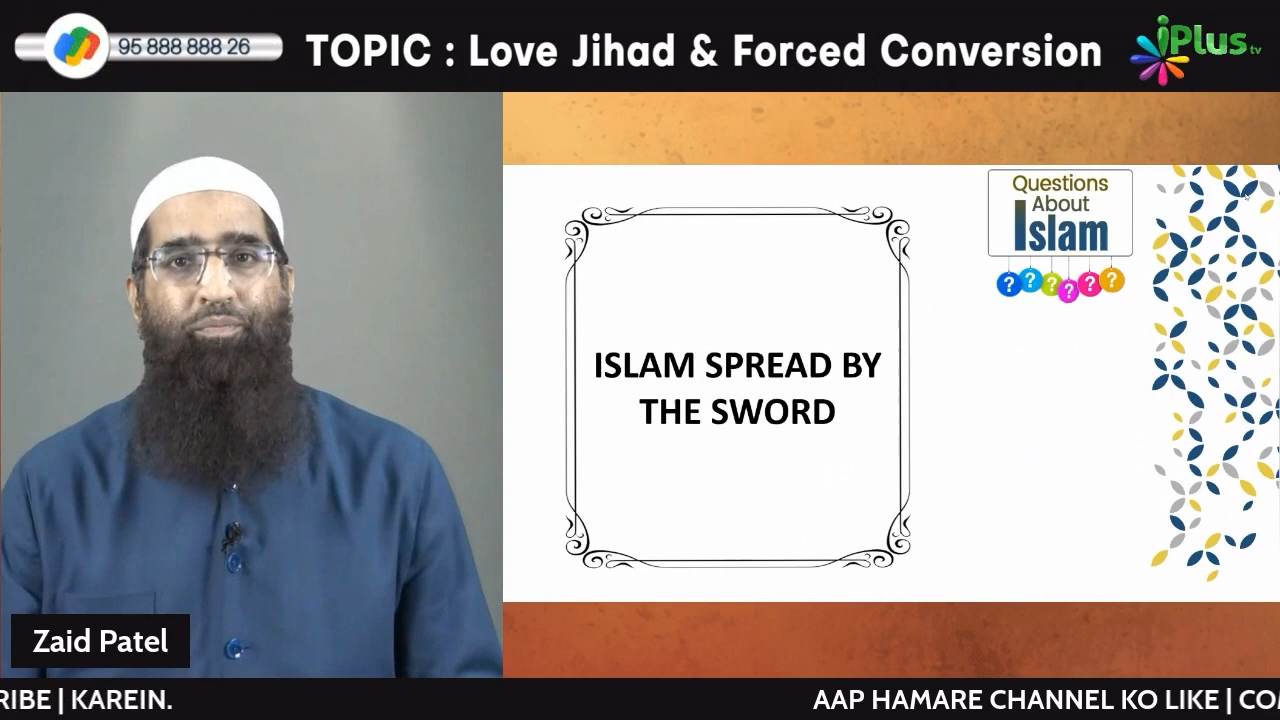 95 888 888 26
TOPIC : Love Jihad & Forced Conversion
iPlus tv
Questions
About
Islam
? ? ? ? ? ?
ISLAM SPREAD BY
THE SWORD
Zaid Patel
RIBE | KAREIN. AAP HAMARE CHANNEL KO LIKE | CO